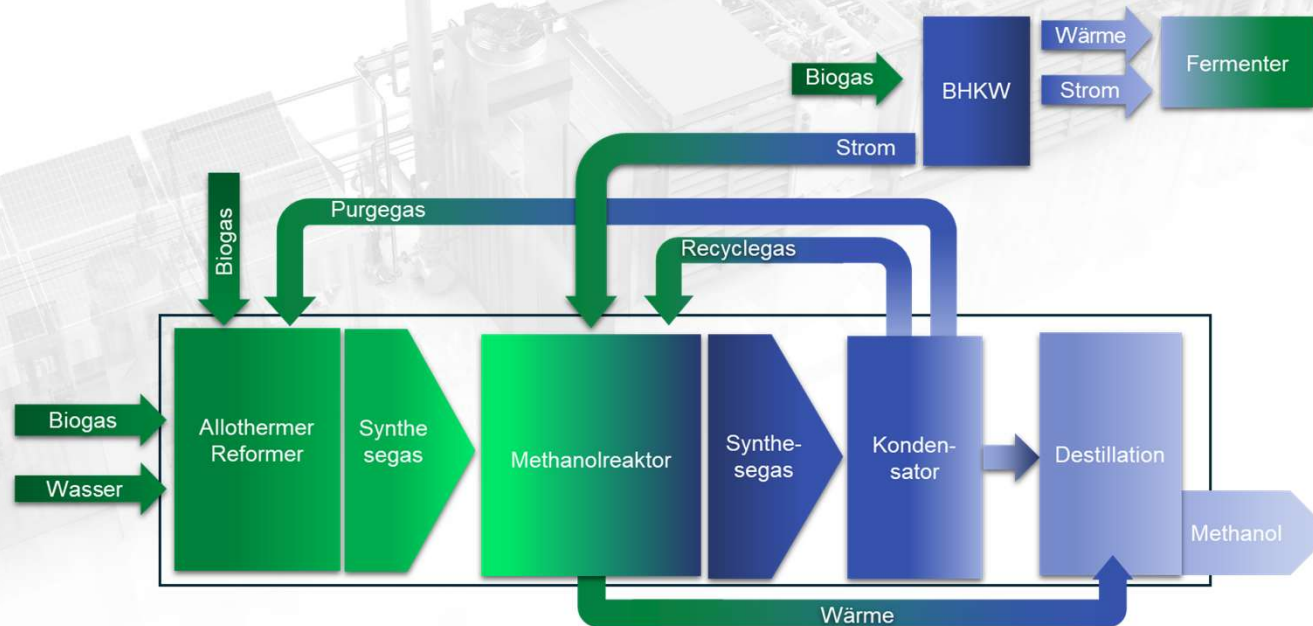 Wärme
Biogas
BHKW
Fermenter
Strom
Strom
Biogas
Purgegas
Recyclegas
Biogas
Wasser
Allothermer
Reformer
Synthe
segas
Methanolreaktor
Synthe-
segas
Konden-
sator
Destillation
Methanol
Wärme